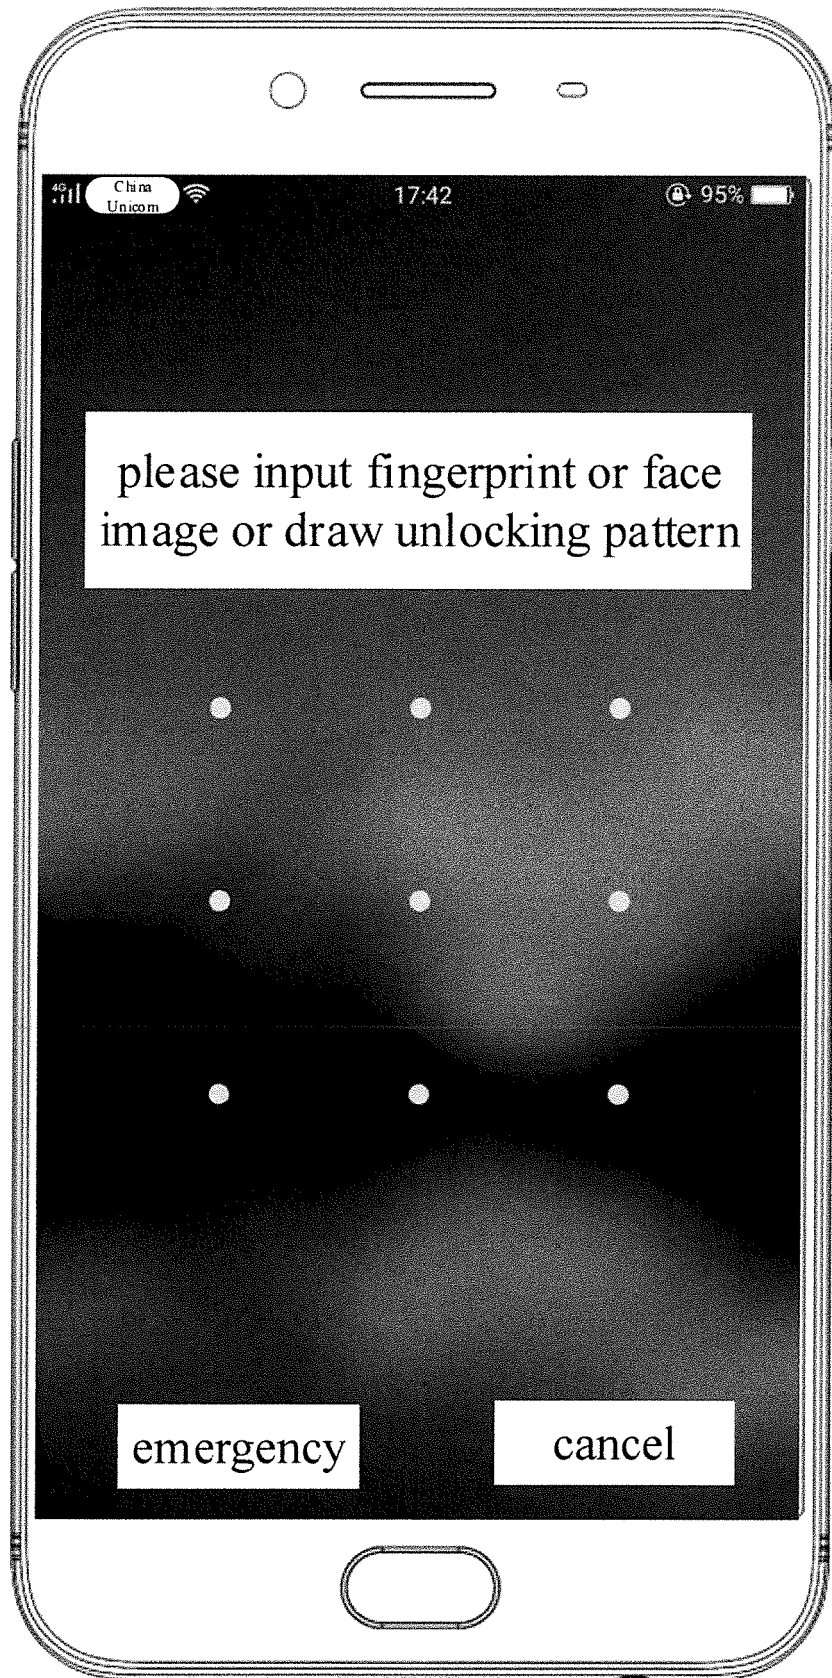 4G China
Unicom 17:42 95%
please input fingerprint or face
image or draw unlocking pattern
emergency cancel